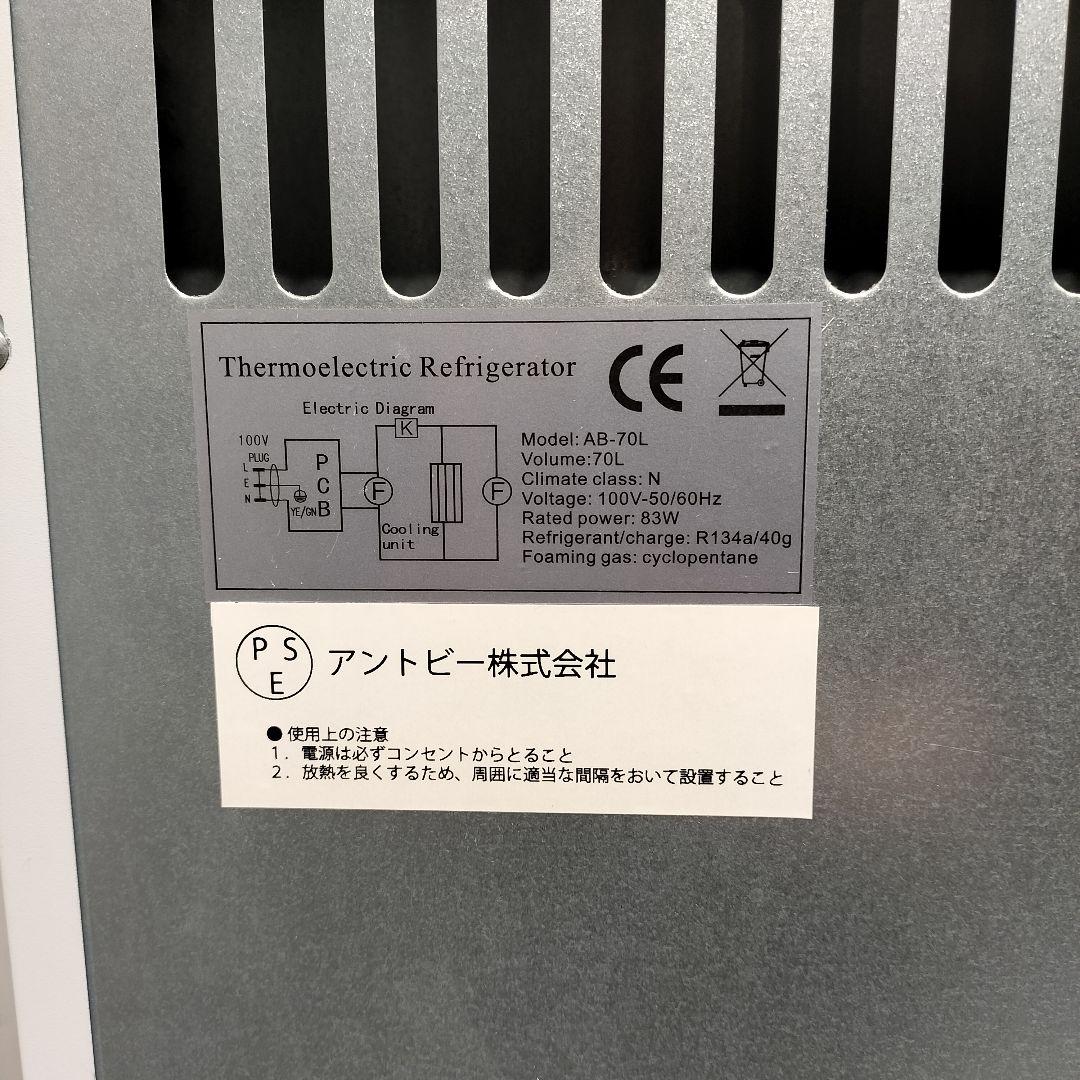 Thermoelectric Refrigerator
CE
Electric Diagram
K
100V
PLUG
L
E
N
YE/GN
PCB
F
F
Cooling
unit
Model: AB-70L
Volume:70L
Climate class: N
Voltage: 100V-50/60Hz
Rated power: 83W
Refrigerant/charge: R134a/40g
Foaming gas: cyclopentane
PSE アントビー株式会社
●使用上の注意
1. 電源は必ずコンセントからとること
2. 放熱を良くするため、周囲に適当な間隔をおいて設置すること